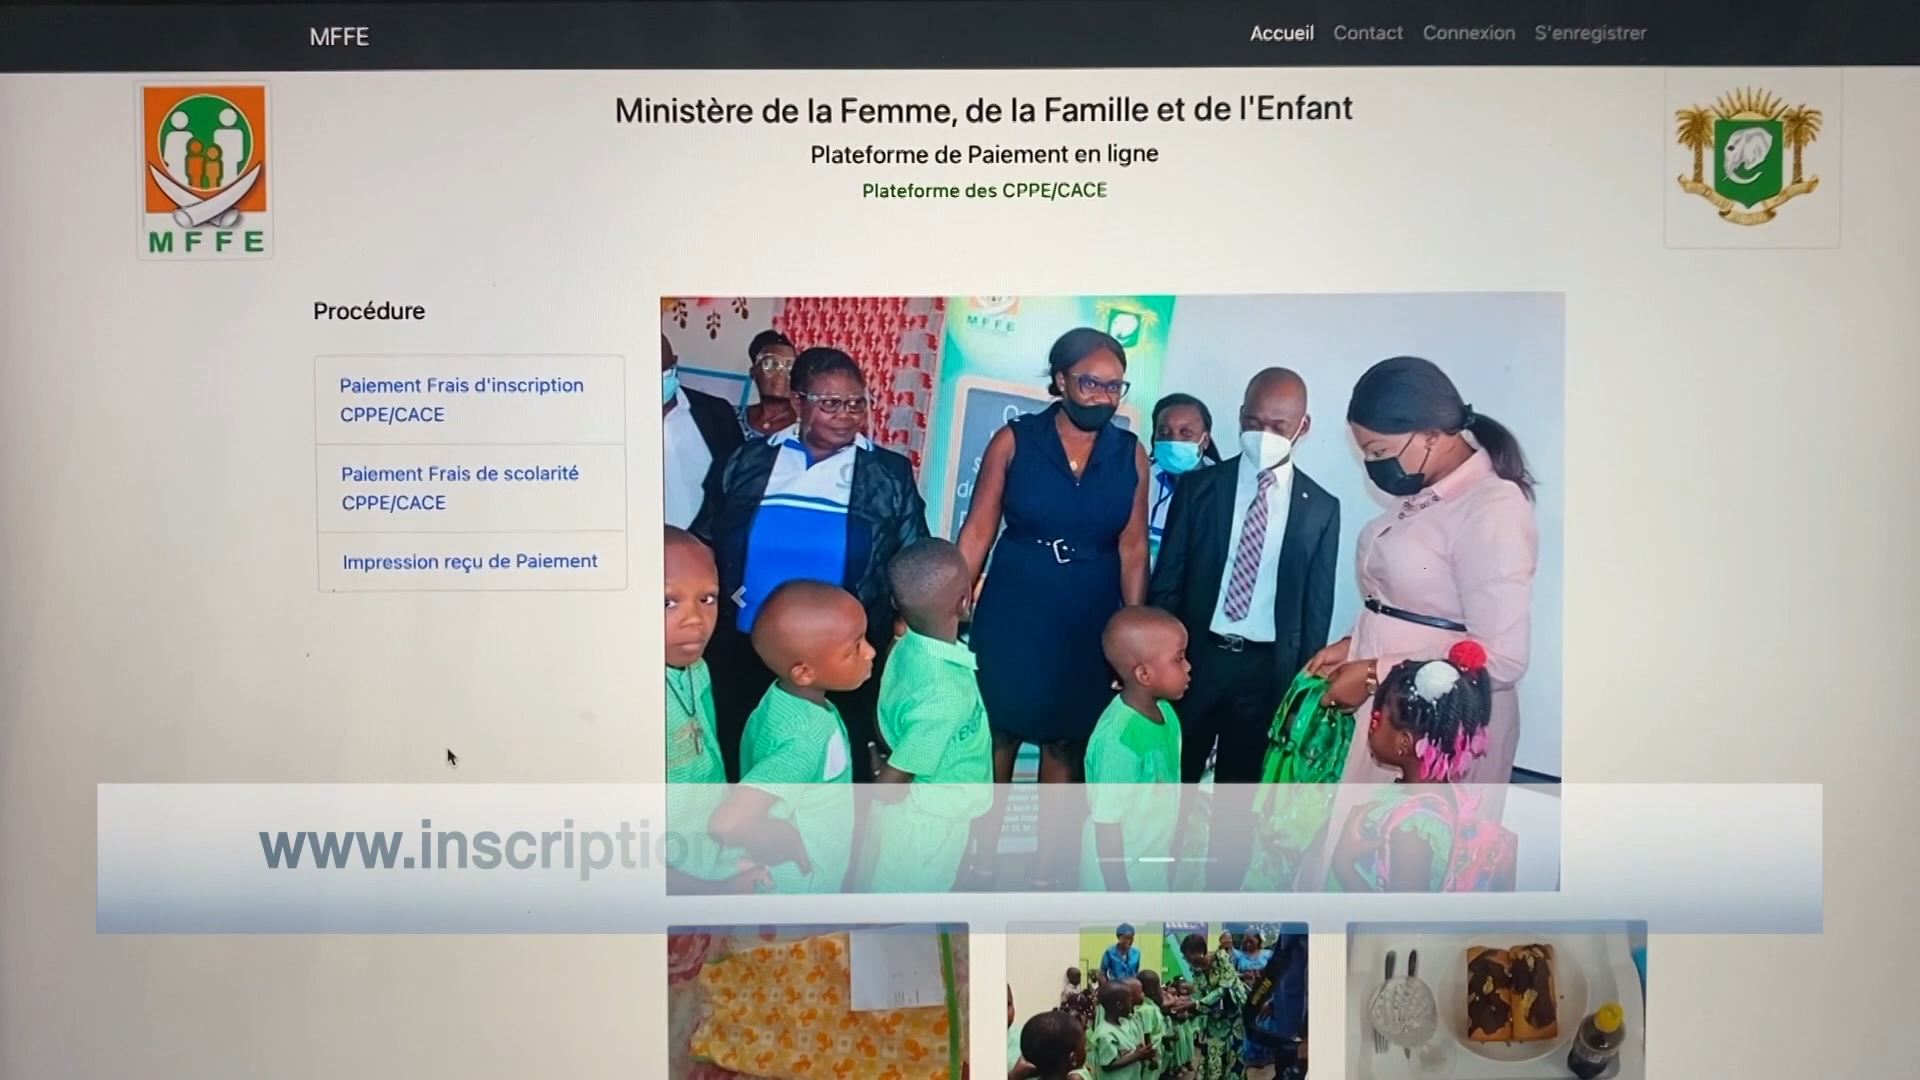 MFFE
Accueil Contact Connexion S'enregistrer
Ministère de la Femme, de la Famille et de l'Enfant
Plateforme de Paiement en ligne
Plateforme des CPPE/CACE
MFFE
Procédure
Paiement Frais d'inscription
CPPE/CACE
Paiement Frais de scolarité
CPPE/CACE
Impression reçu de Paiement
MFFE
www.inscription